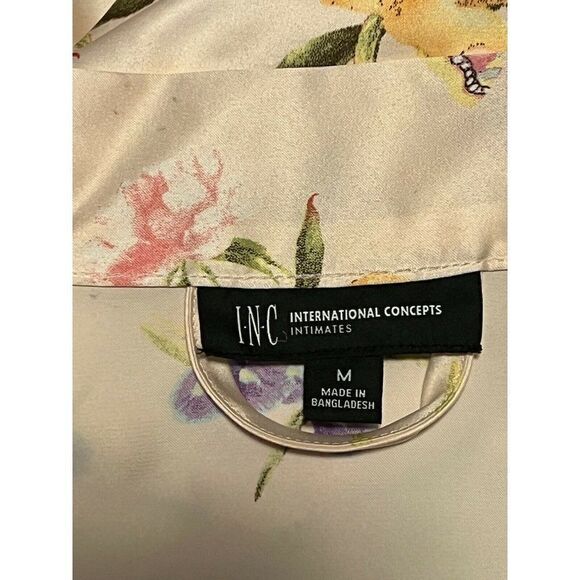 I·N·C INTERNATIONAL CONCEPTS
INTIMATES
M
MADE IN
BANGLADESH